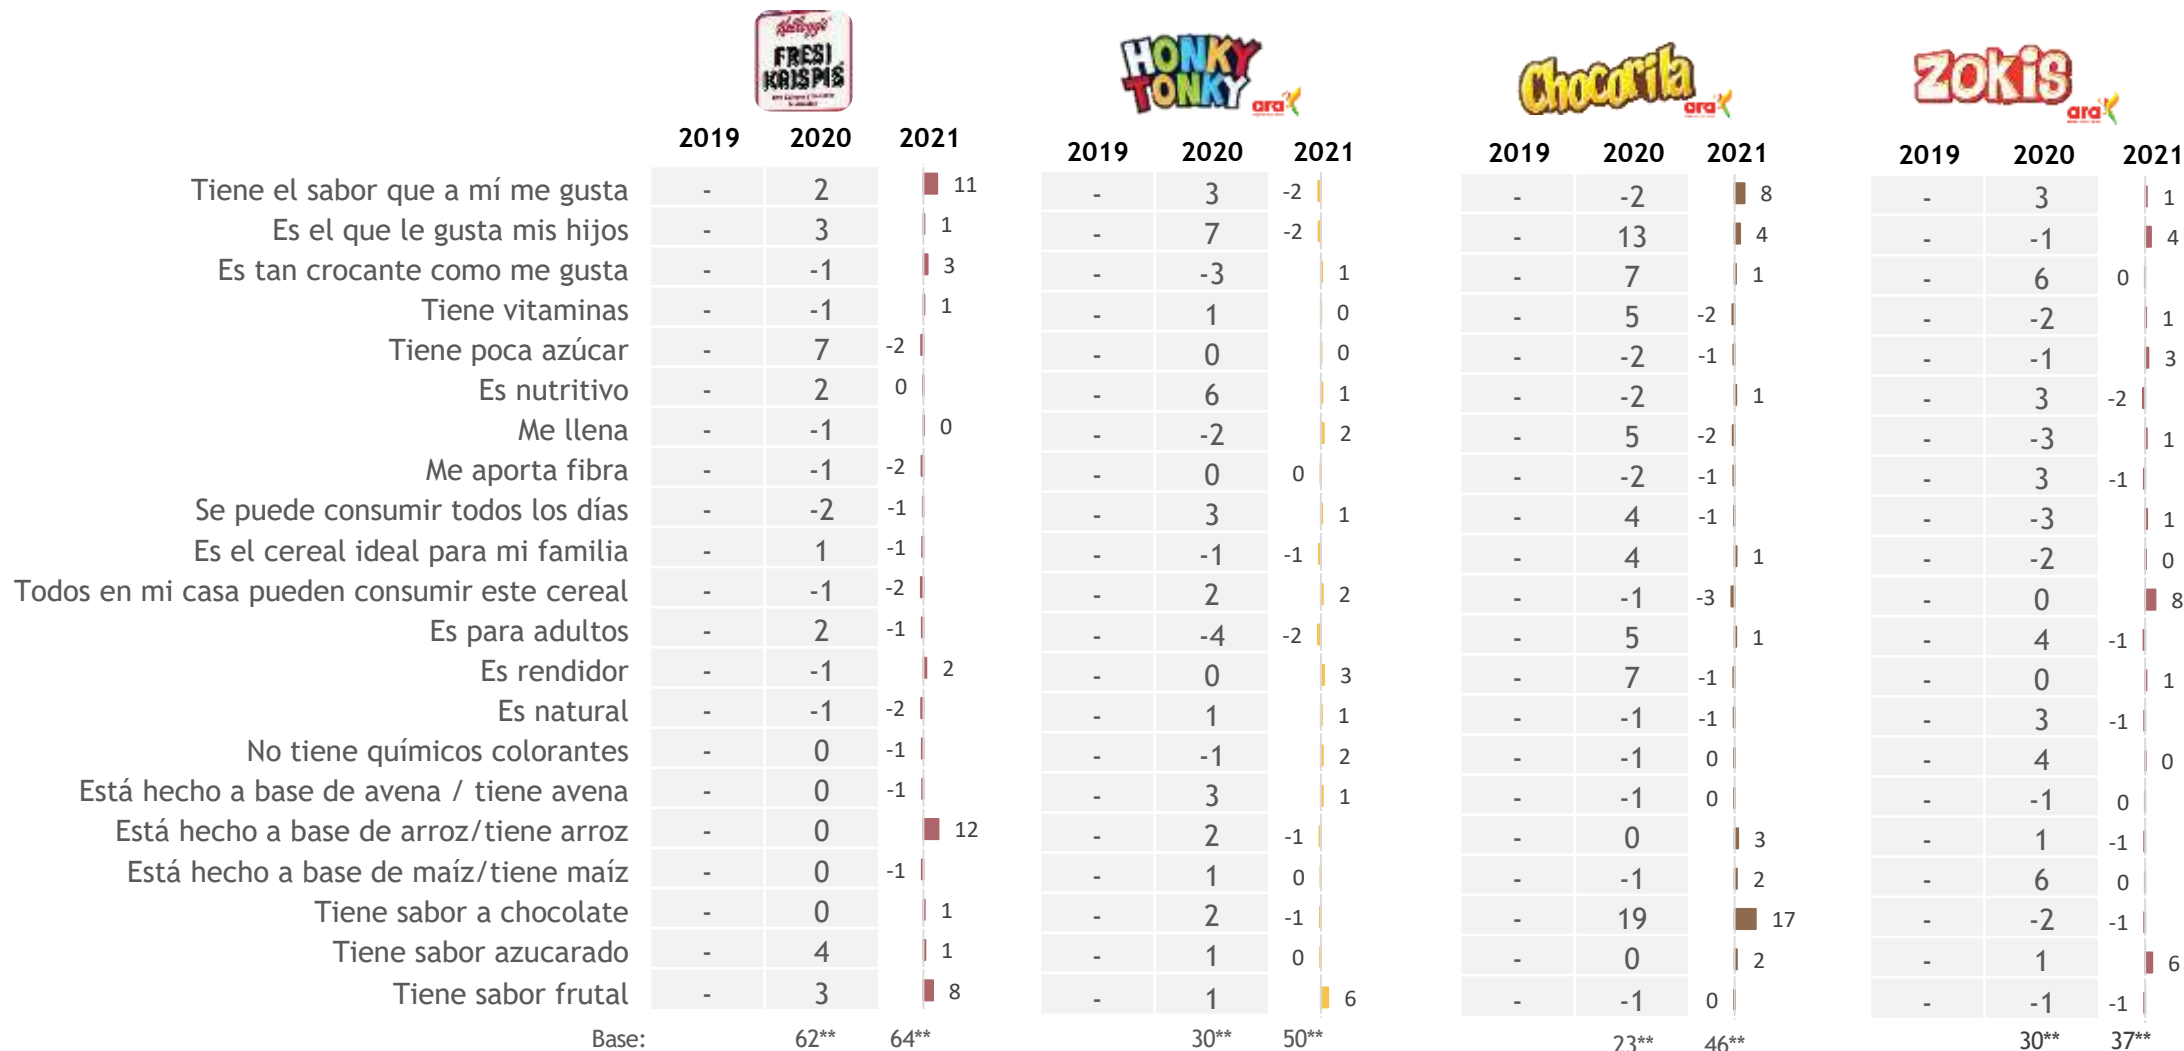 Kellogg's
FRESI
KRISPIS
HONKY
TONKY ara
Chocorila ara
ZOKIS ara
2019 2020 2021 2019 2020 2021 2019 2020 2021 2019 2020 2021
Tiene el sabor que a mí me gusta - 2 11 - 3 -2 - -2 8 - 3 1
Es el que le gusta mis hijos - 3 1 - 7 -2 - 13 4 - -1 4
Es tan crocante como me gusta - -1 3 - -3 1 - 7 1 - 6 0
Tiene vitaminas - -1 1 - 1 0 - 5 -2 - -2 1
Tiene poca azúcar - 7 -2 - 0 0 - -2 -1 - -1 3
Es nutritivo - 2 0 - 6 1 - -2 1 - 3 -2
Me llena - -1 0 - -2 2 - 5 -2 - -3 1
Me aporta fibra - -1 -2 - 0 0 - -2 -1 - 3 -1
Se puede consumir todos los días - -2 -1 - 3 1 - 4 -1 - -3 1
Es el cereal ideal para mi familia - 1 -1 - -1 -1 - 4 1 - -2 0
Todos en mi casa pueden consumir este cereal - -1 -2 - 2 2 - -1 -3 - 0 8
Es para adultos - 2 -1 - -4 -2 - 5 1 - 4 -1
Es rendidor - -1 2 - 0 3 - 7 -1 - 0 1
Es natural - -1 -2 - 1 1 - -1 -1 - 3 -1
No tiene químicos colorantes - 0 -1 - -1 2 - -1 0 - 4 0
Está hecho a base de avena / tiene avena - 0 -1 - 3 1 - -1 0 - -1 0
Está hecho a base de arroz/tiene arroz - 0 12 - 2 -1 - 0 3 - 1 -1
Está hecho a base de maíz/tiene maíz - 0 -1 - 1 0 - -1 2 - 6 0
Tiene sabor a chocolate - 0 1 - 2 -1 - 19 17 - -2 -1
Tiene sabor azucarado - 4 1 - 1 0 - 0 2 - 1 6
Tiene sabor frutal - 3 8 - 1 6 - -1 0 - -1 -1
Base: 62** 64** 30** 50** 23** 46** 30** 37**